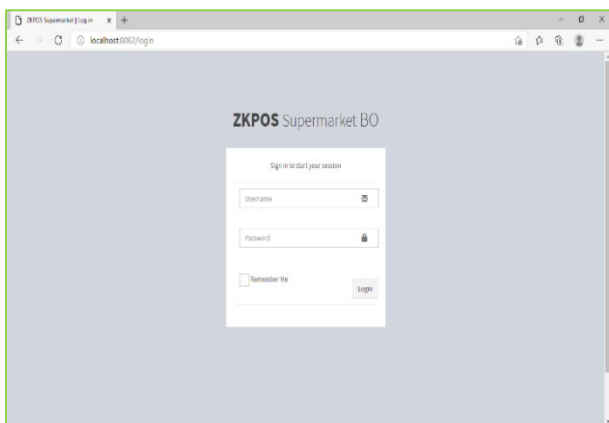 ZKPOS Supermarket | Log in
localhost:8062/login
ZKPOS Supermarket BO
Sign in to start your session
Username
Password
Remember Me
Login